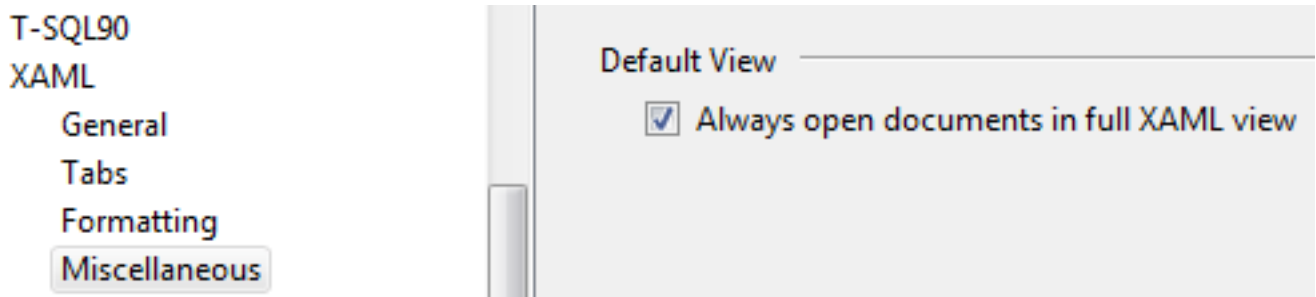 T-SQL90
XAML
General
Tabs
Formatting
Miscellaneous
Default View
Always open documents in full XAML view